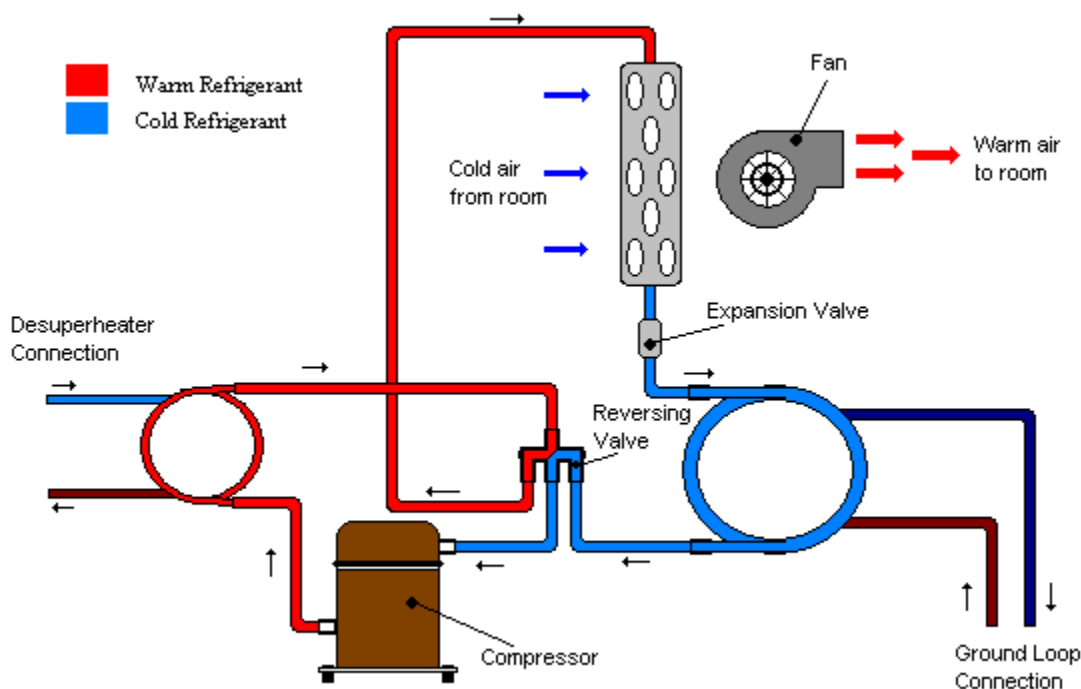 Warm Refrigerant
Cold Refrigerant
Fan
Cold air
from room
Warm air
to room
Expansion Valve
Desuperheater
Connection
Reversing
Valve
Compressor
Ground Loop
Connection